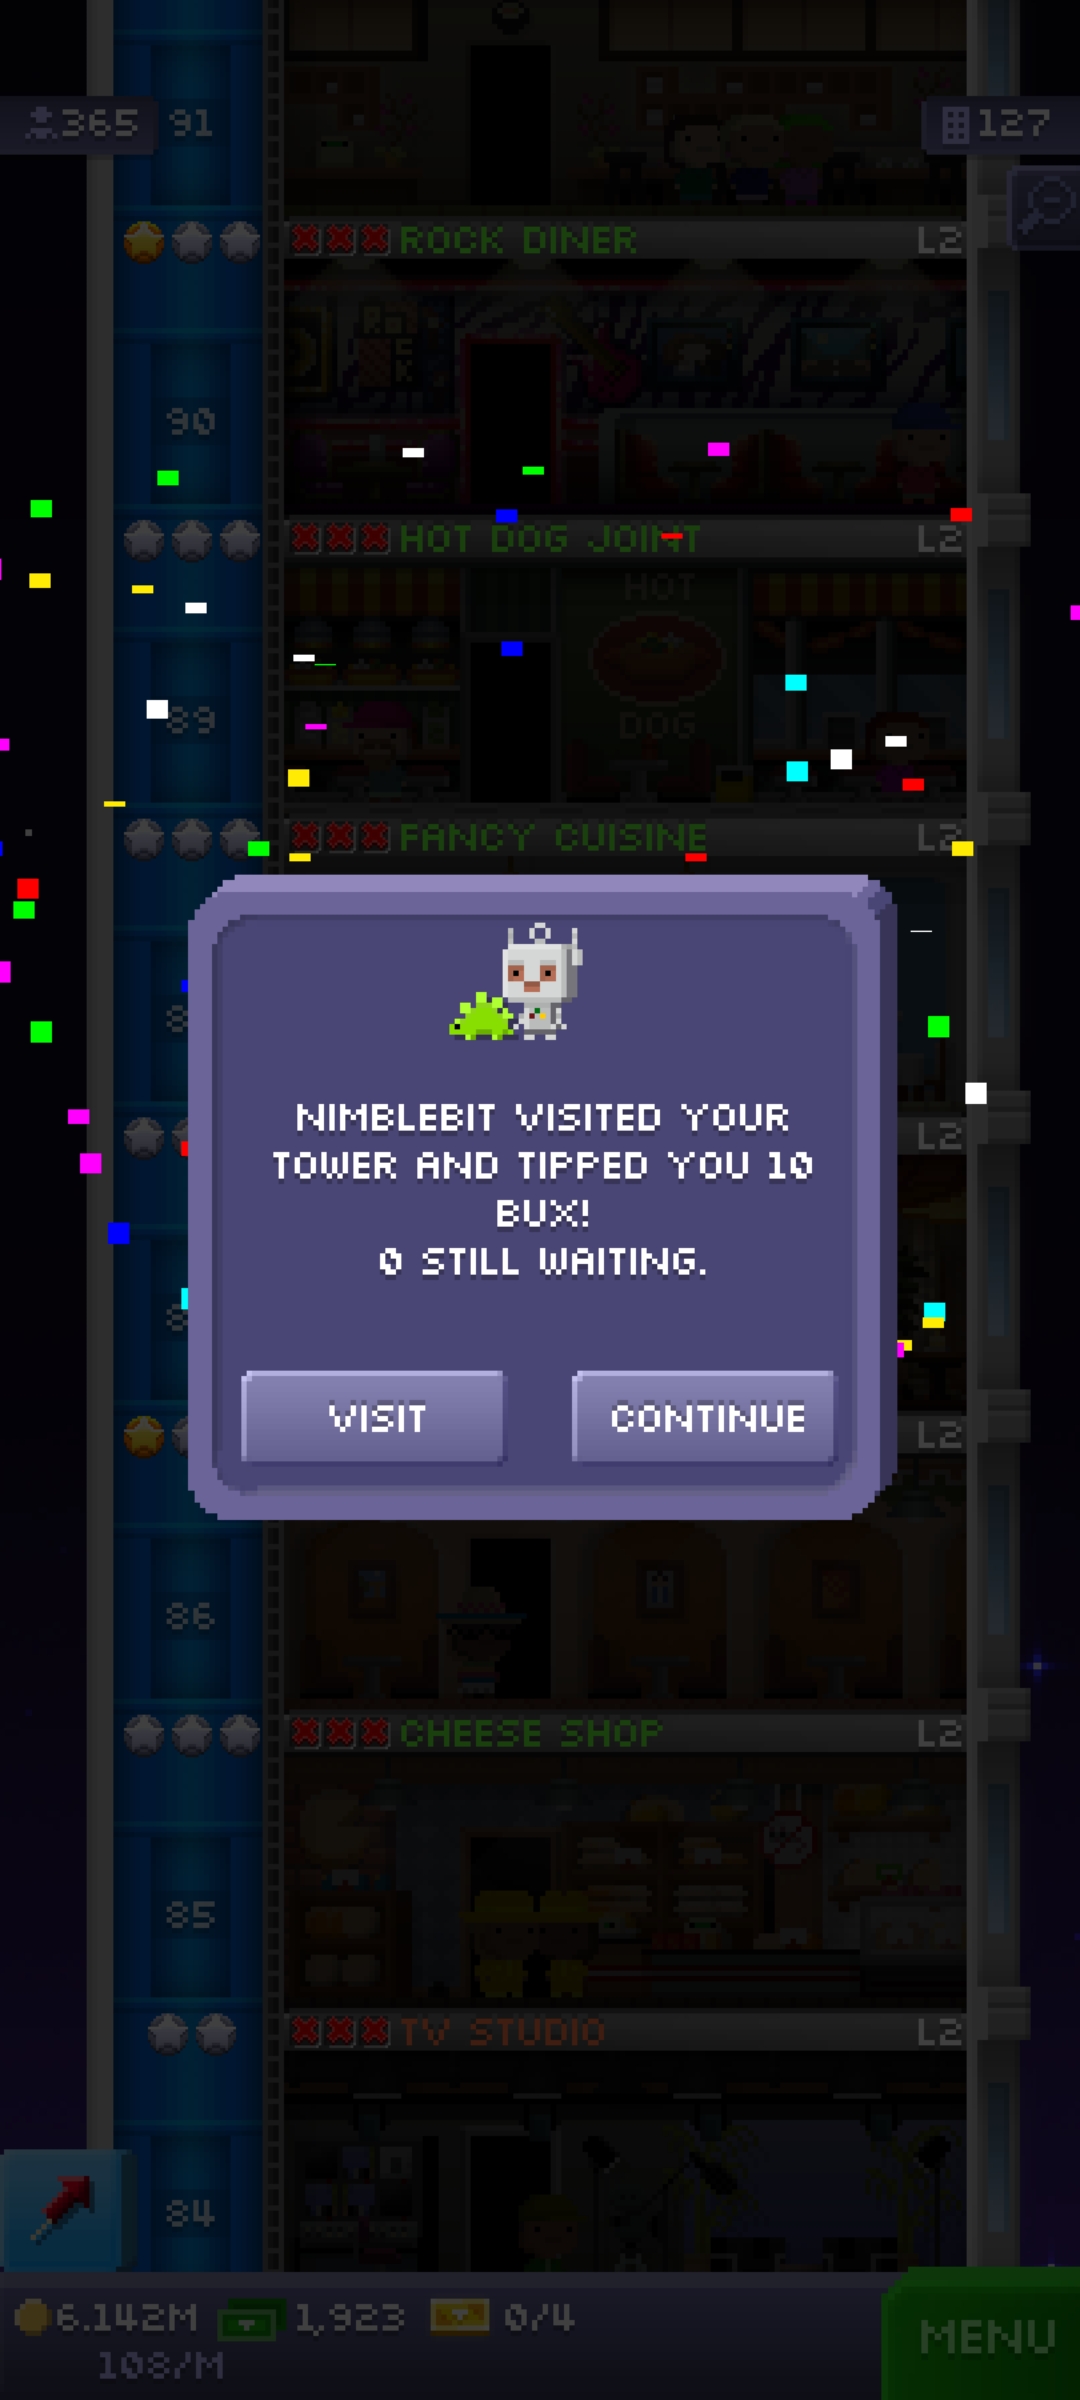 365
91
127
ROCK DINER
L2
90
HOT DOG JOINT
L2
HOT
DOG
89
FANCY CUISINE
L2
NIMBLEBIT VISITED YOUR
TOWER AND TIPPED YOU 10
BUX!
0 STILL WAITING.
L2
VISIT
CONTINUE
L2
86
CHEESE SHOP
L2
85
TV STUDIO
L2
84
6.142M
1,923
0/4
108/M
MENU